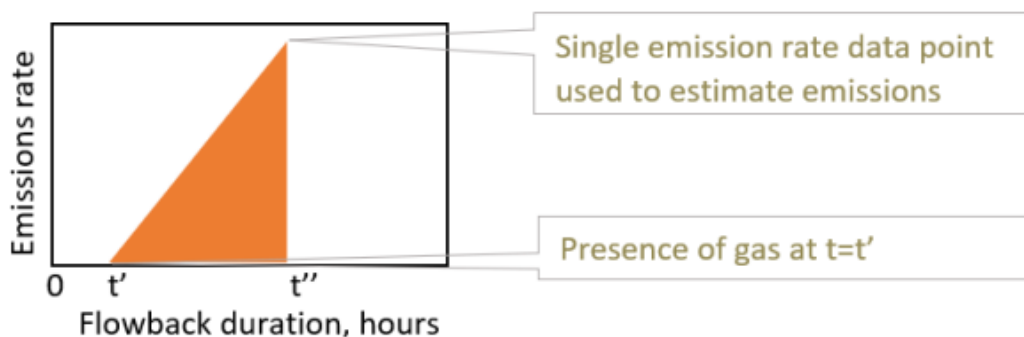 Emissions rate
Single emission rate data point
used to estimate emissions
Presence of gas at t=t’
0 t’ t’’
Flowback duration, hours